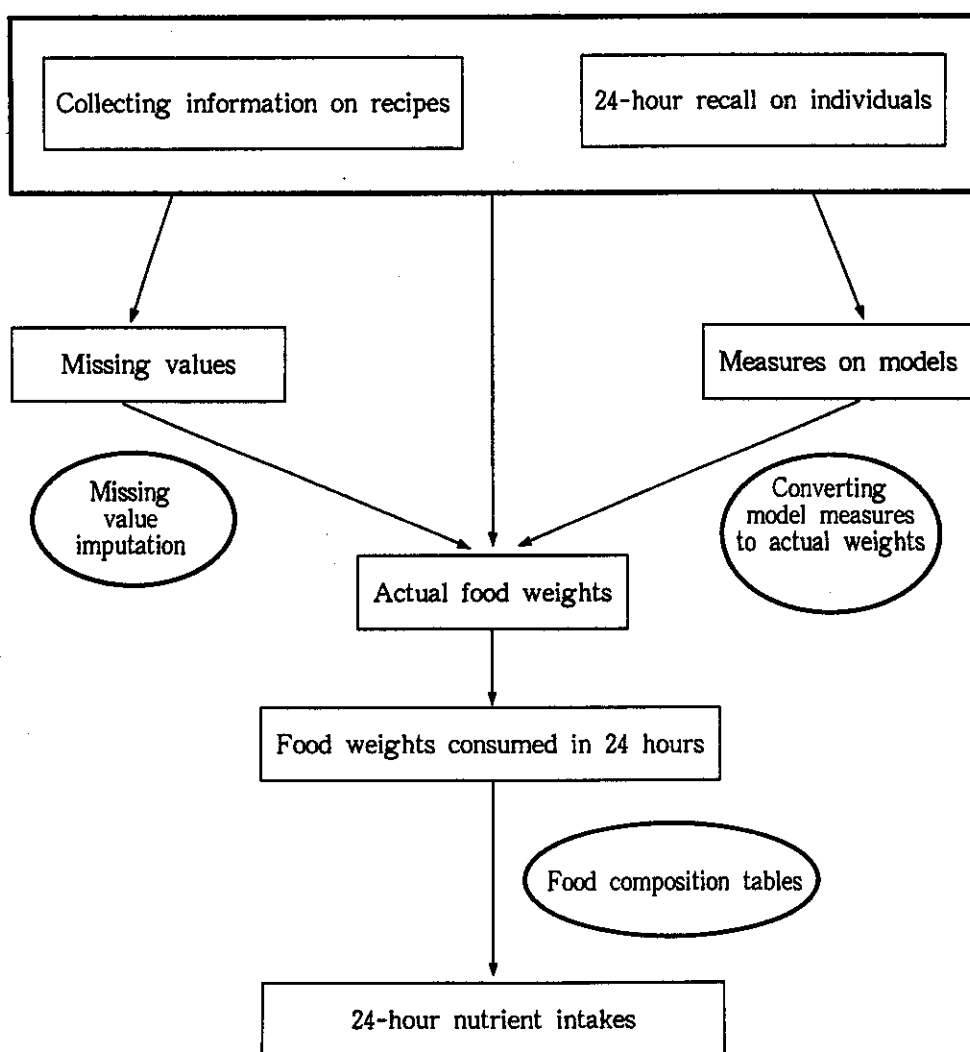 Collecting information on recipes
24-hour recall on individuals
Missing values
Measures on models
Missing
value
imputation
Converting
model measures
to actual weights
Actual food weights
Food weights consumed in 24 hours
Food composition tables
24-hour nutrient intakes